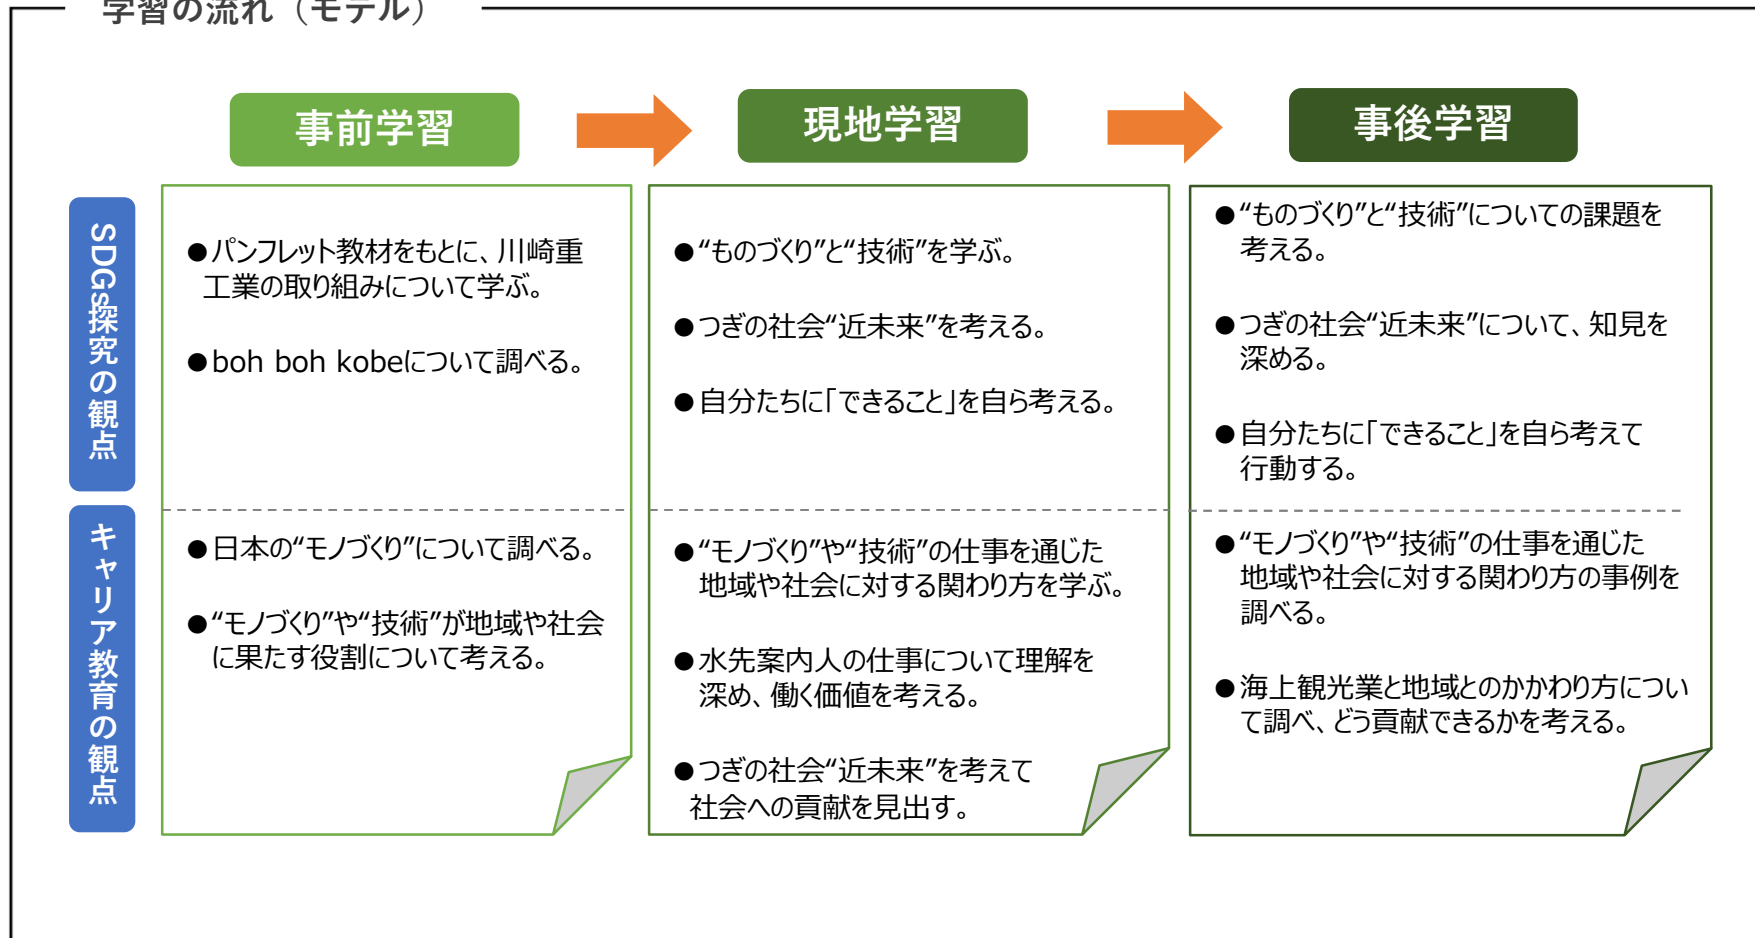 学習の流れ（モデル）
事前学習
現地学習
事後学習
SDGs探究の観点
●パンフレット教材をもとに、川崎重
工業の取り組みについて学ぶ。
●boh boh kobeについて調べる。
●“ものづくり”と“技術”を学ぶ。
●つぎの社会“近未来”を考える。
●自分たちに「できること」を自ら考える。
●“ものづくり”と“技術”についての課題を
考える。
●つぎの社会“近未来”について、知見を
深める。
●自分たちに「できること」を自ら考えて
行動する。
キャリア教育の観点
●日本の“モノづくり”について調べる。
●“モノづくり”や“技術”が地域や社会
に果たす役割について考える。
●“モノづくり”や“技術”の仕事を通じた
地域や社会に対する関わり方を学ぶ。
●水先案内人の仕事について理解を
深め、働く価値を考える。
●つぎの社会“近未来”を考えて
社会への貢献を見出す。
●“モノづくり”や“技術”の仕事を通じた
地域や社会に対する関わり方の事例を
調べる。
●海上観光業と地域とのかかわり方につい
て調べ、どう貢献できるかを考える。